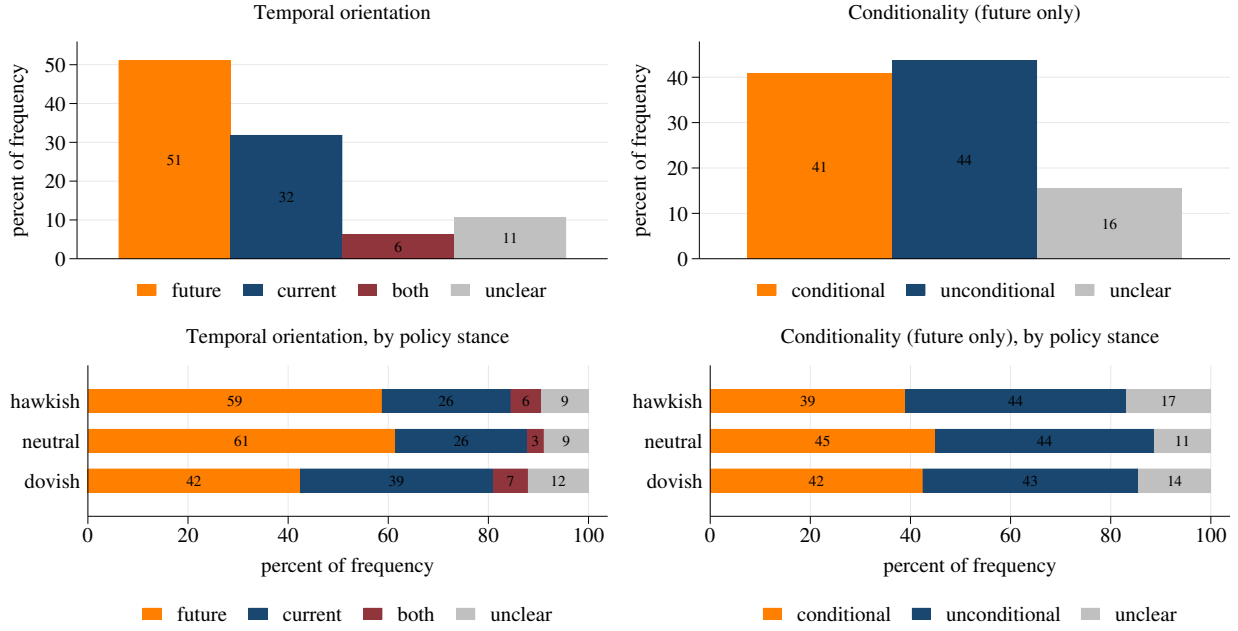 Temporal orientation
percent of frequency
50
40
30
20
10
0
51
32
6
11
future current both unclear
Conditionality (future only)
percent of frequency
40
30
20
10
0
41
44
16
conditional unconditional unclear
Temporal orientation, by policy stance
hawkish 59 26 6 9
neutral 61 26 3 9
dovish 42 39 7 12
0 20 40 60 80 100
percent of frequency
future current both unclear
Conditionality (future only), by policy stance
hawkish 39 44 17
neutral 45 44 11
dovish 42 43 14
0 20 40 60 80 100
percent of frequency
conditional unconditional unclear